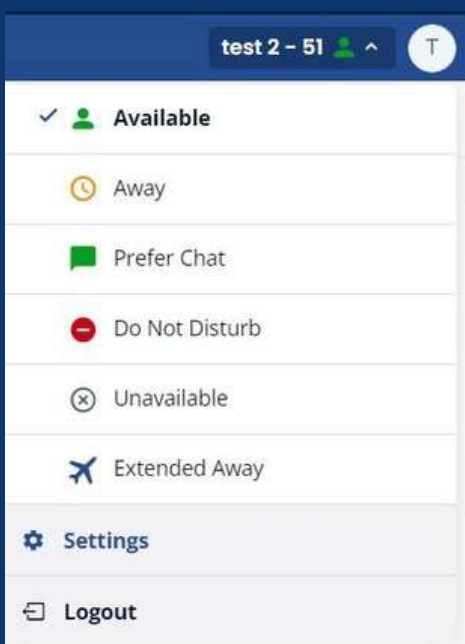 test 2 – 51
T
Available
Away
Prefer Chat
Do Not Disturb
Unavailable
Extended Away
Settings
Logout